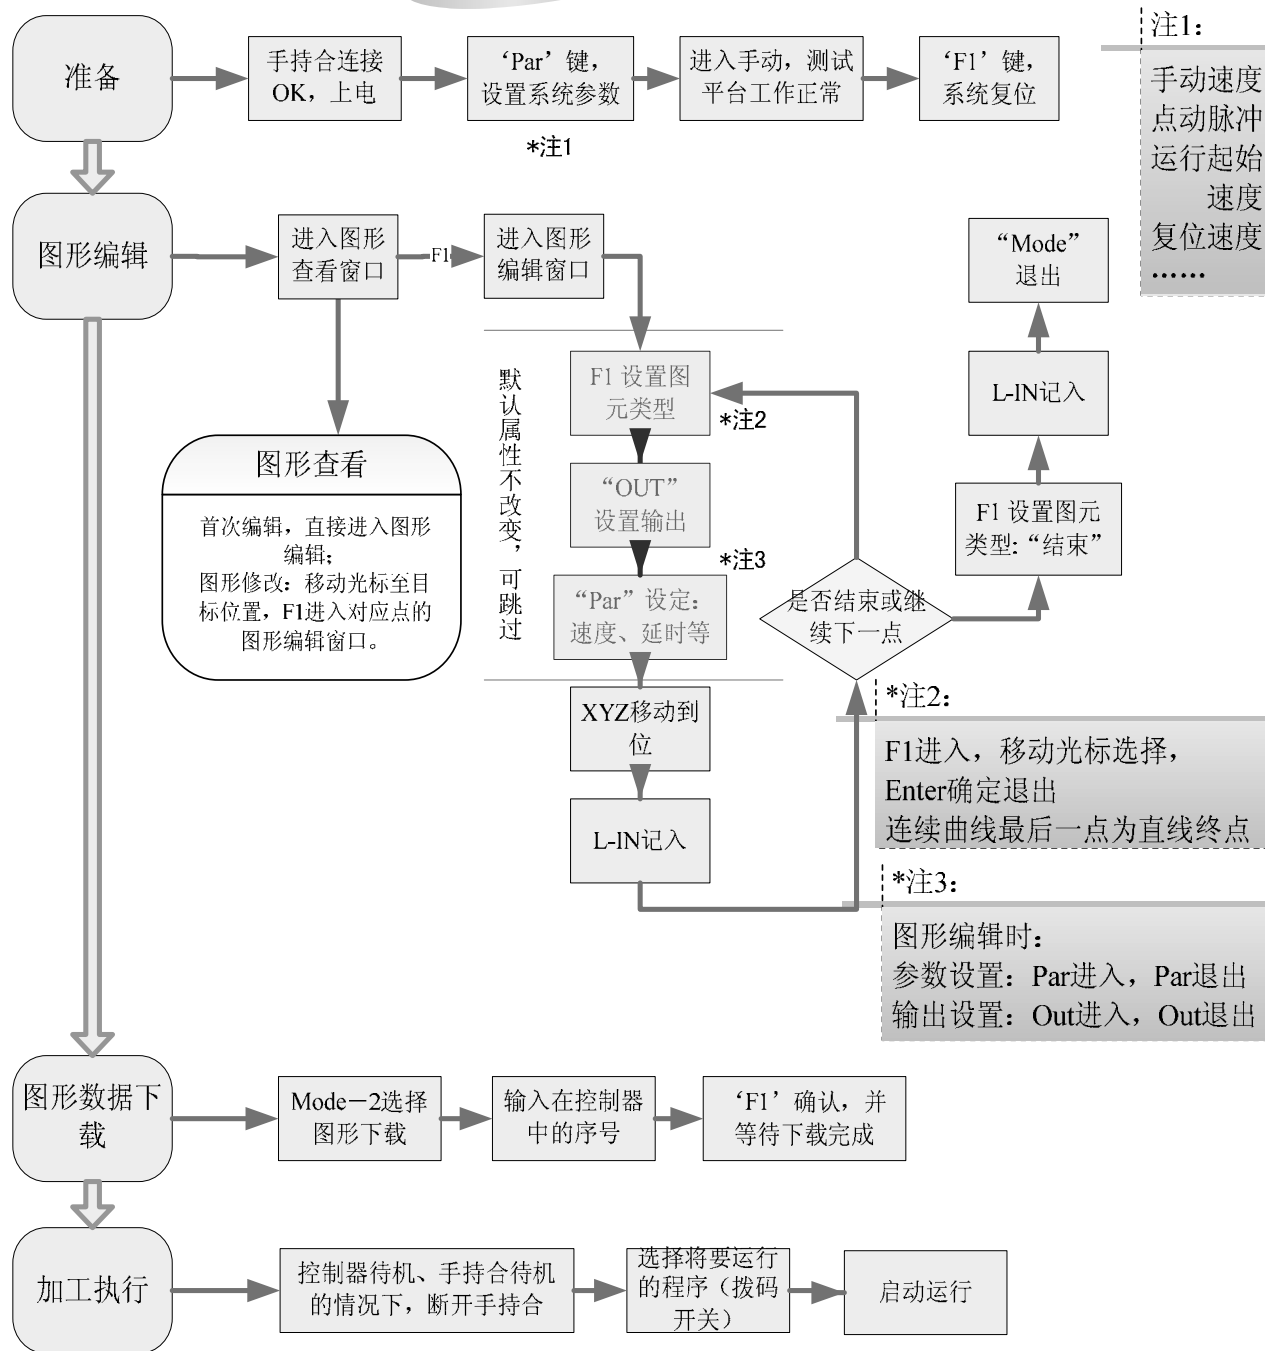 准备
手持合连接
OK，上电
‘Par’键，
设置系统参数
*注1
进入手动，测试
平台工作正常
‘F1’键，
系统复位
注1：
手动速度
点动脉冲
运行起始
速度
复位速度
……
图形编辑
进入图形
查看窗口
F1
进入图形
编辑窗口
“Mode”
退出
L-IN记入
F1 设置图元
类型:“结束”
默认属性不改变，可跳过
F1 设置图
元类型
*注2
“OUT”
设置输出
*注3
“Par”设定：
速度、延时等
XYZ移动到
位
L-IN记入
是否结束或继
续下一点
图形查看
首次编辑，直接进入图形
编辑；
图形修改：移动光标至目
标位置，F1进入对应点的
图形编辑窗口。
*注2：
F1进入，移动光标选择，
Enter确定退出
连续曲线最后一点为直线终点
*注3：
图形编辑时：
参数设置：Par进入，Par退出
输出设置：Out进入，Out退出
图形数据下
载
Mode－2选择
图形下载
输入在控制器
中的序号
‘F1’确认，并
等待下载完成
加工执行
控制器待机、手持合待机
的情况下，断开手持合
选择将要运行
的程序（拨码
开关）
启动运行